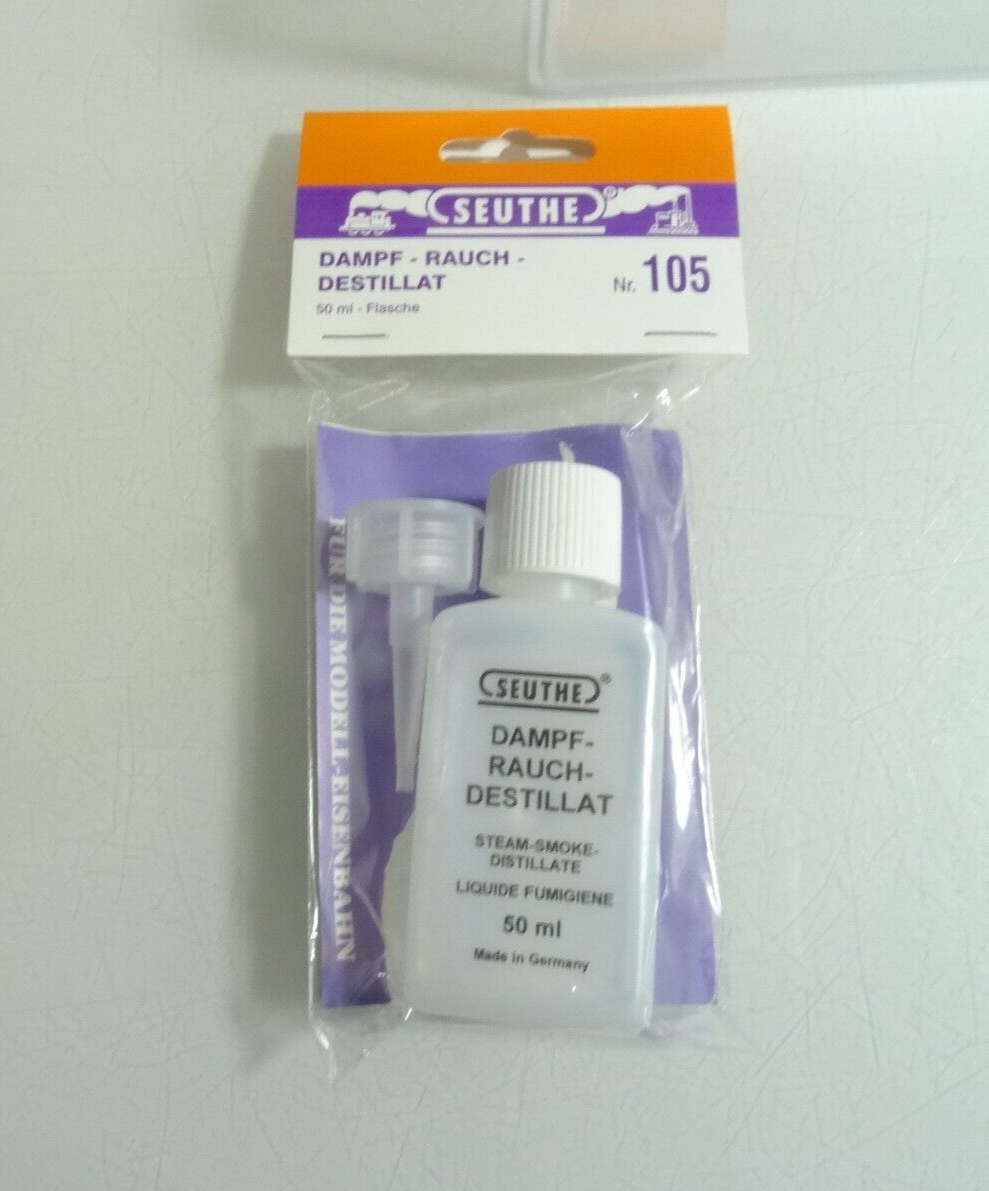 SEUTHE®
DAMPF - RAUCH -
DESTILLAT
Nr. 105
50 ml - Flasche
FÜR DIE MODELL-EISENBAHN
SEUTHE®
DAMPF-
RAUCH-
DESTILLAT
STEAM-SMOKE-
DISTILLATE
LIQUIDE FUMIGIENE
50 ml
Made in Germany